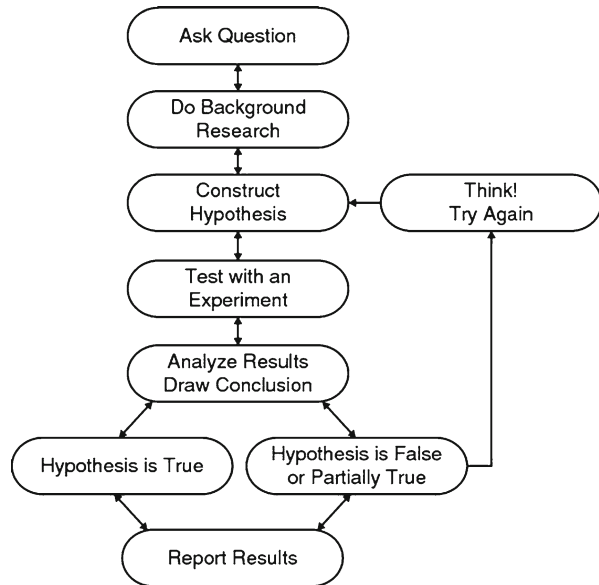 Ask Question
Do Background
Research
Construct
Hypothesis
Think!
Try Again
Test with an
Experiment
Analyze Results
Draw Conclusion
Hypothesis is True
Hypothesis is False
or Partially True
Report Results